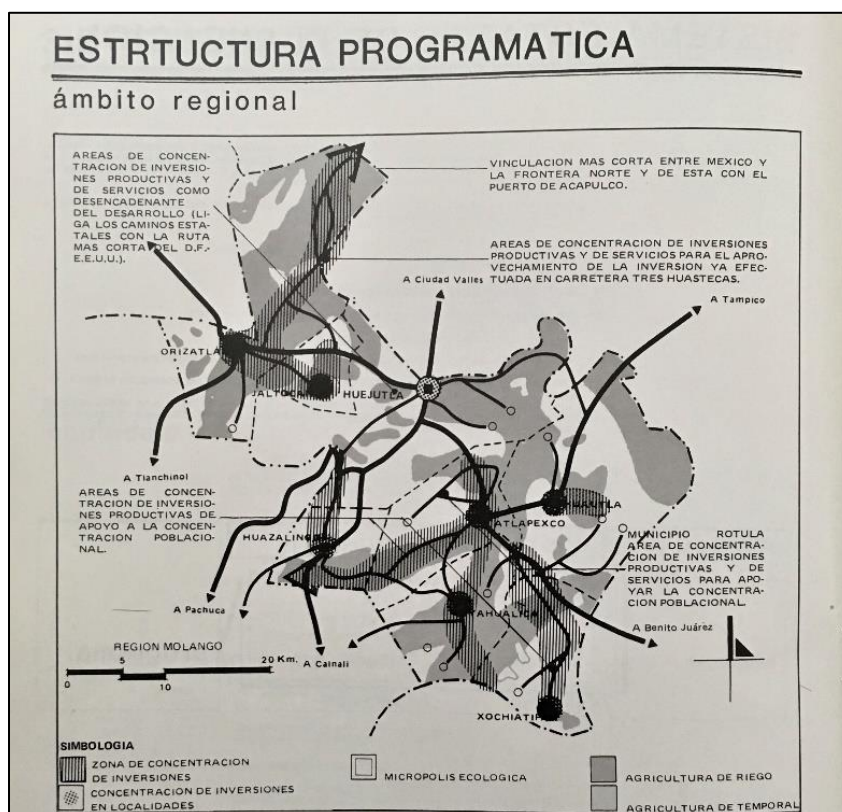 ESTRTUCTURA PROGRAMATICA
ámbito regional
AREAS DE CONCEN-
TRACION DE INVERSIO-
NES PRODUCTIVAS Y
DE SERVICIOS COMO
DESENCADENANTE
DEL DESARROLLO (LI-
GA LOS CAMINOS ESTA-
TALES CON LA RUTA
MAS CORTA DEL D.F.-
E.E.U.U.).
VINCULACION MAS CORTA ENTRE MEXICO Y
LA FRONTERA NORTE Y DE ESTA CON EL
PUERTO DE ACAPULCO.
AREAS DE CONCENTRACION DE INVERSIONES
PRODUCTIVAS Y DE SERVICIOS PARA EL APRO-
VECHAMIENTO DE LA INVERSION YA EFEC-
TUADA EN CARRETERA TRES HUASTECAS.
A Ciudad Valles
A Tampico
ORIZATLA
JALTOCA
HUEJUTLA
A Tlanchinol
AREAS DE CONCEN-
TRACION DE INVERSIO-
NES PRODUCTIVAS DE
APOYO A LA CONCEN-
TRACION POBLACIO-
NAL.
HUAUTLA
ATLAPEXCO
HUAZALINGO
MUNICIPIO ROTULA
AREA DE CONCENTRA-
CION DE INVERSIONES
PRODUCTIVAS Y DE
SERVICIOS PARA APO-
YAR LA CONCENTRA-
CION POBLACIONAL.
A Pachuca
YAHUALICA
A Benito Juárez
REGION MOLANGO
A Calnali
5
20 Km.
0
10
XOCHIATIPAN
SIMBOLOGIA
ZONA DE CONCENTRACION
DE INVERSIONES
CONCENTRACION DE INVERSIONES
EN LOCALIDADES
MICROPOLIS ECOLOGICA
AGRICULTURA DE RIEGO
AGRICULTURA DE TEMPORAL